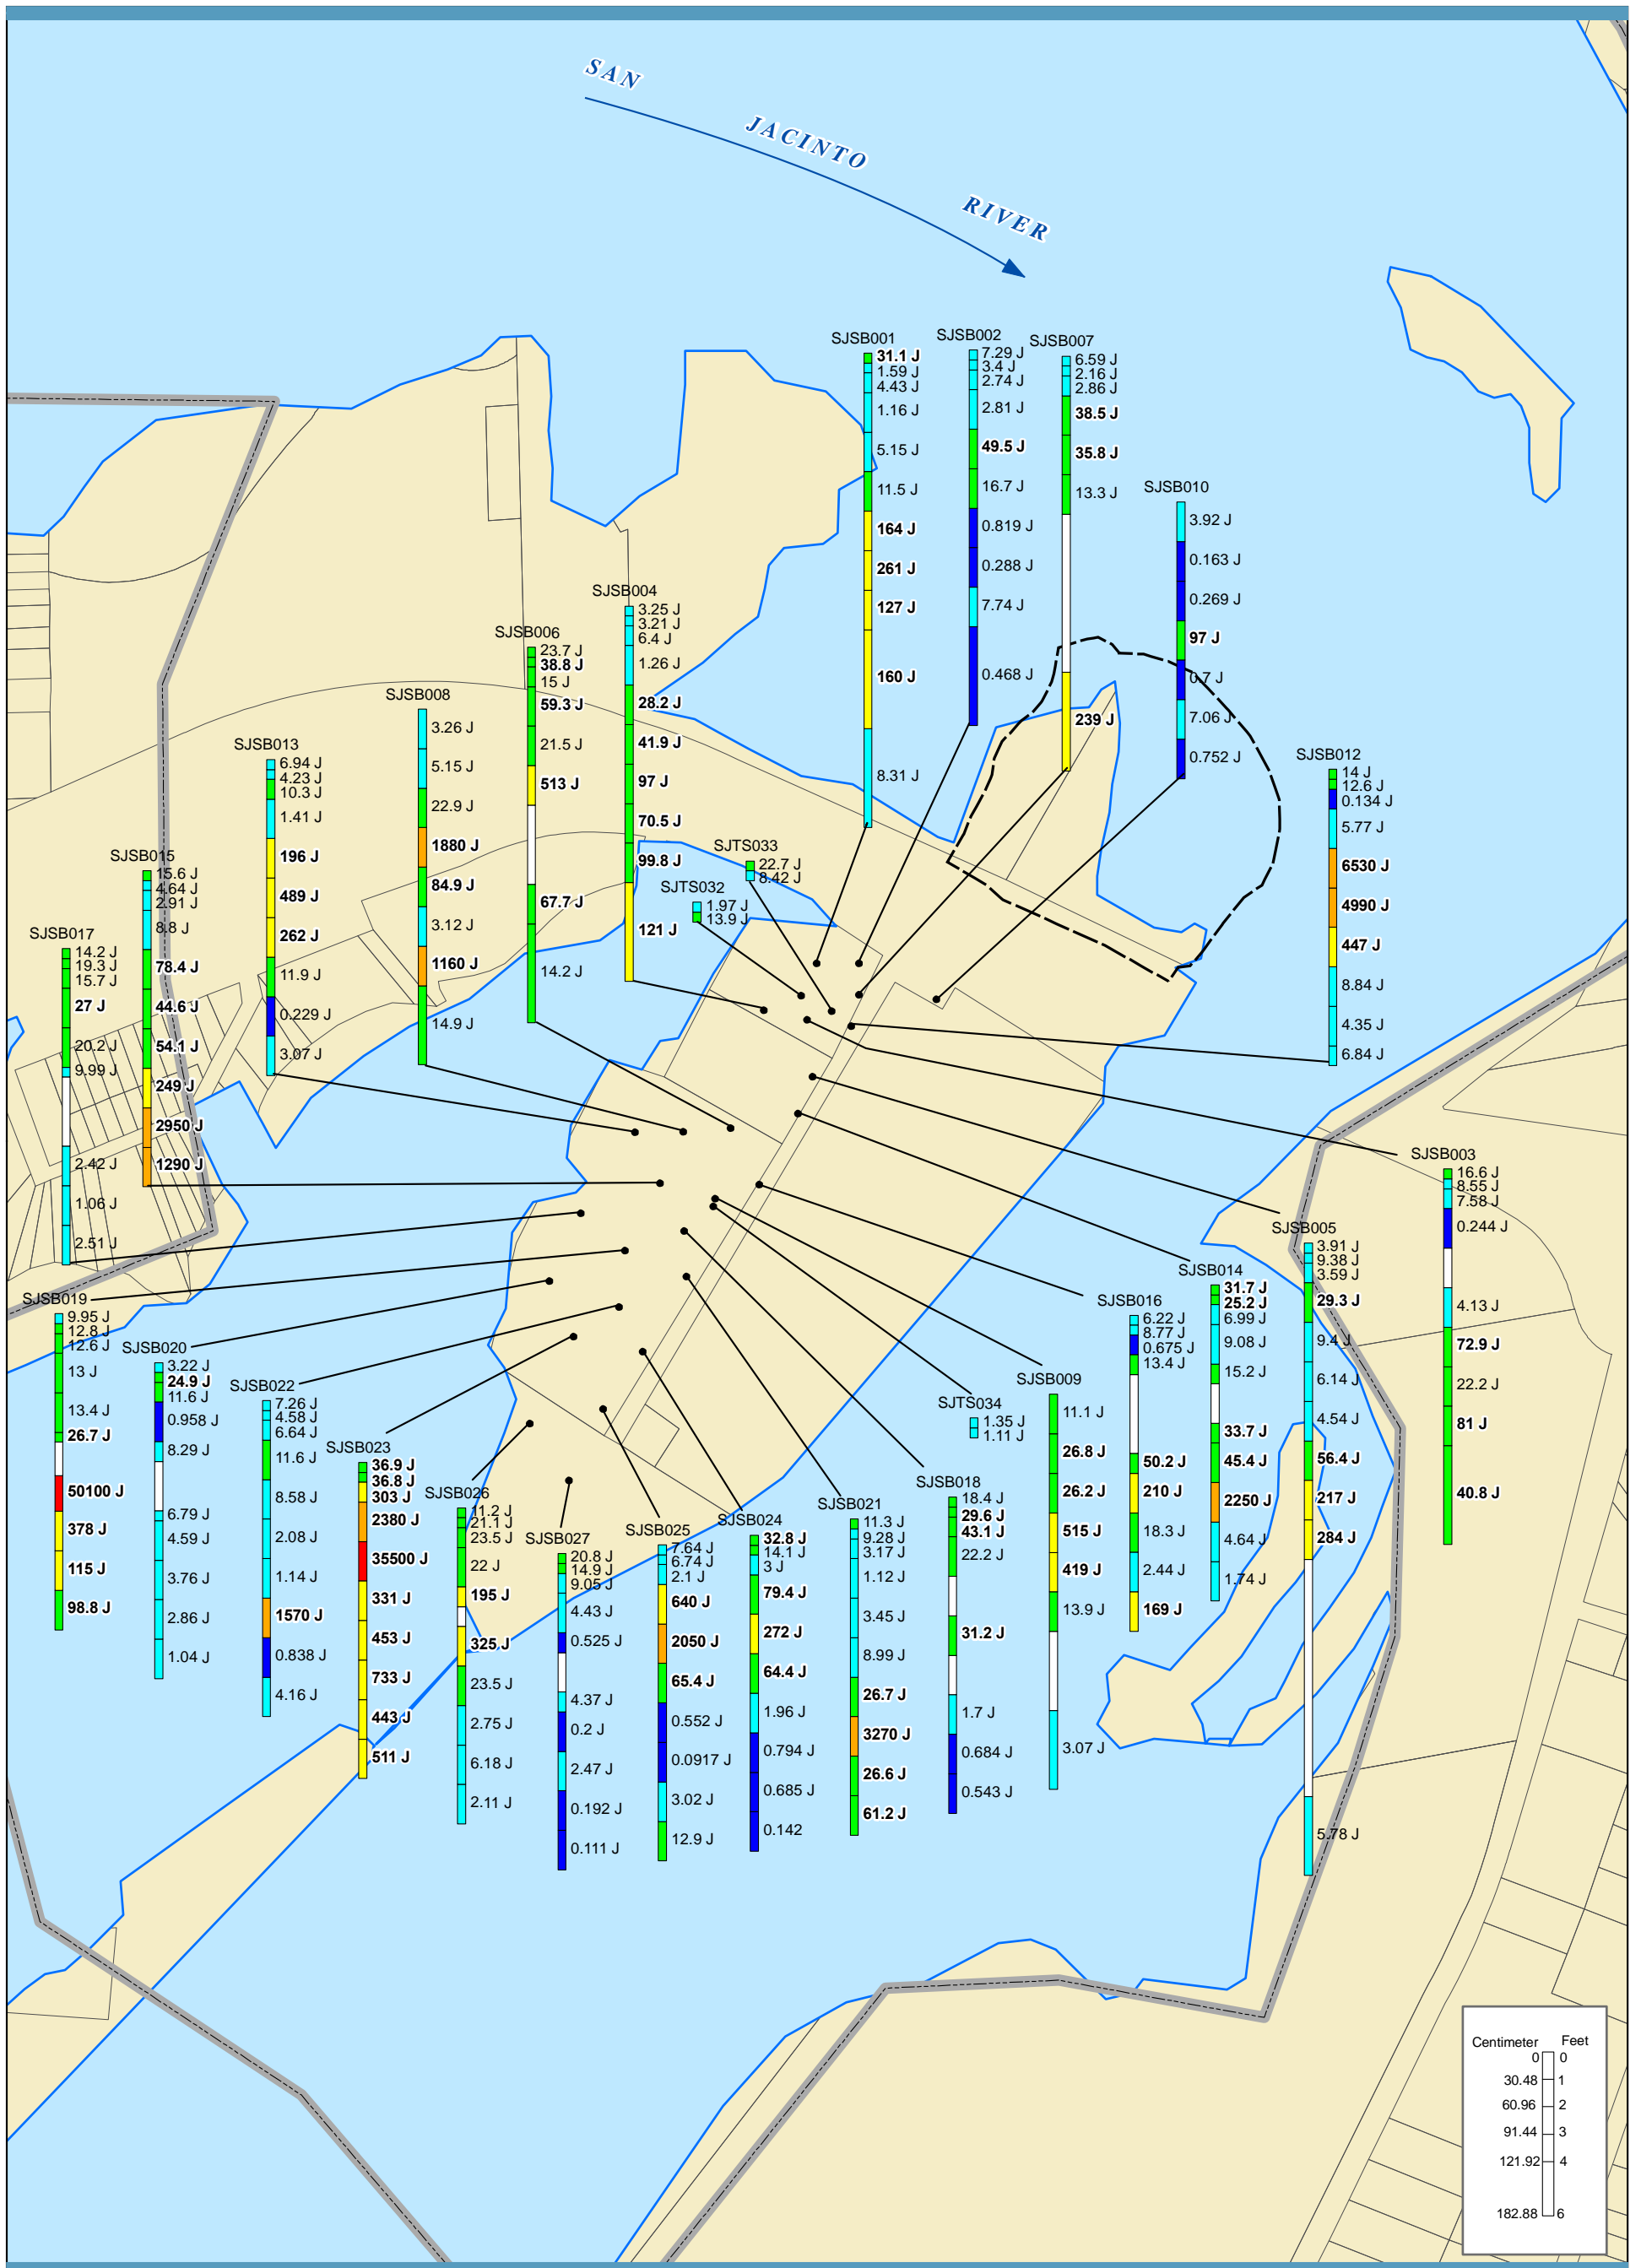 SAN
JACINTO
RIVER
SJSB001
31.1 J
1.59 J
4.43 J
1.16 J
5.15 J
11.5 J
164 J
261 J
127 J
160 J
8.31 J
SJSB002
7.29 J
3.4 J
2.74 J
2.81 J
49.5 J
16.7 J
0.819 J
0.288 J
7.74 J
0.468 J
SJSB007
6.59 J
2.16 J
2.86 J
38.5 J
35.8 J
13.3 J
239 J
SJSB010
3.92 J
0.163 J
0.269 J
97 J
0.7 J
7.06 J
0.752 J
SJSB004
3.25 J
3.21 J
6.4 J
1.26 J
28.2 J
41.9 J
97 J
70.5 J
99.8 J
121 J
SJSB006
23.7 J
38.8 J
15 J
59.3 J
21.5 J
513 J
67.7 J
14.2 J
SJSB008
3.26 J
5.15 J
22.9 J
1880 J
84.9 J
3.12 J
1160 J
14.9 J
SJSB013
6.94 J
4.23 J
10.3 J
1.41 J
196 J
489 J
262 J
11.9 J
0.229 J
3.07 J
SJSB012
14 J
12.6 J
0.134 J
5.77 J
6530 J
4990 J
447 J
8.84 J
4.35 J
6.84 J
SJSB015
15.6 J
4.64 J
2.91 J
8.8 J
78.4 J
44.6 J
54.1 J
249 J
2950 J
1290 J
SJTS033
22.7 J
8.42 J
SJTS032
1.97 J
13.9 J
SJSB017
14.2 J
19.3 J
15.7 J
27 J
20.2 J
9.99 J
2.42 J
1.06 J
2.51 J
SJSB003
16.6 J
8.55 J
7.58 J
0.244 J
4.13 J
72.9 J
22.2 J
81 J
40.8 J
SJSB005
3.91 J
9.38 J
3.59 J
29.3 J
9.4 J
6.14 J
4.54 J
56.4 J
217 J
284 J
5.78 J
SJSB014
31.7 J
25.2 J
6.99 J
9.08 J
15.2 J
33.7 J
45.4 J
2250 J
4.64 J
1.74 J
SJSB016
6.22 J
8.77 J
0.675 J
13.4 J
50.2 J
210 J
18.3 J
2.44 J
169 J
SJSB019
9.95 J
12.8 J
12.6 J
13 J
13.4 J
26.7 J
50100 J
378 J
115 J
98.8 J
SJSB020
3.22 J
24.9 J
11.6 J
0.958 J
8.29 J
6.79 J
4.59 J
3.76 J
2.86 J
1.04 J
SJSB022
7.26 J
4.58 J
6.64 J
11.6 J
8.58 J
2.08 J
1.14 J
1570 J
0.838 J
4.16 J
SJSB009
11.1 J
26.8 J
26.2 J
515 J
419 J
13.9 J
3.07 J
SJTS034
1.35 J
1.11 J
SJSB023
36.9 J
36.8 J
303 J
2380 J
35500 J
331 J
453 J
733 J
443 J
511 J
SJSB026
11.2 J
21.1 J
23.5 J
22 J
195 J
325 J
23.5 J
2.75 J
6.18 J
2.11 J
SJSB027
20.8 J
14.9 J
9.05 J
4.43 J
0.525 J
4.37 J
0.2 J
2.47 J
0.192 J
0.111 J
SJSB025
7.64 J
6.74 J
2.1 J
640 J
2050 J
65.4 J
0.552 J
0.0917 J
3.02 J
12.9 J
SJSB024
32.8 J
14.1 J
3 J
79.4 J
272 J
64.4 J
1.96 J
0.794 J
0.685 J
0.142
SJSB021
11.3 J
9.28 J
3.17 J
1.12 J
3.45 J
8.99 J
26.7 J
3270 J
26.6 J
61.2 J
SJSB018
18.4 J
29.6 J
43.1 J
22.2 J
31.2 J
1.7 J
0.684 J
0.543 J
Centimeter Feet
0 0
30.48 1
60.96 2
91.44 3
121.92 4
182.88 6